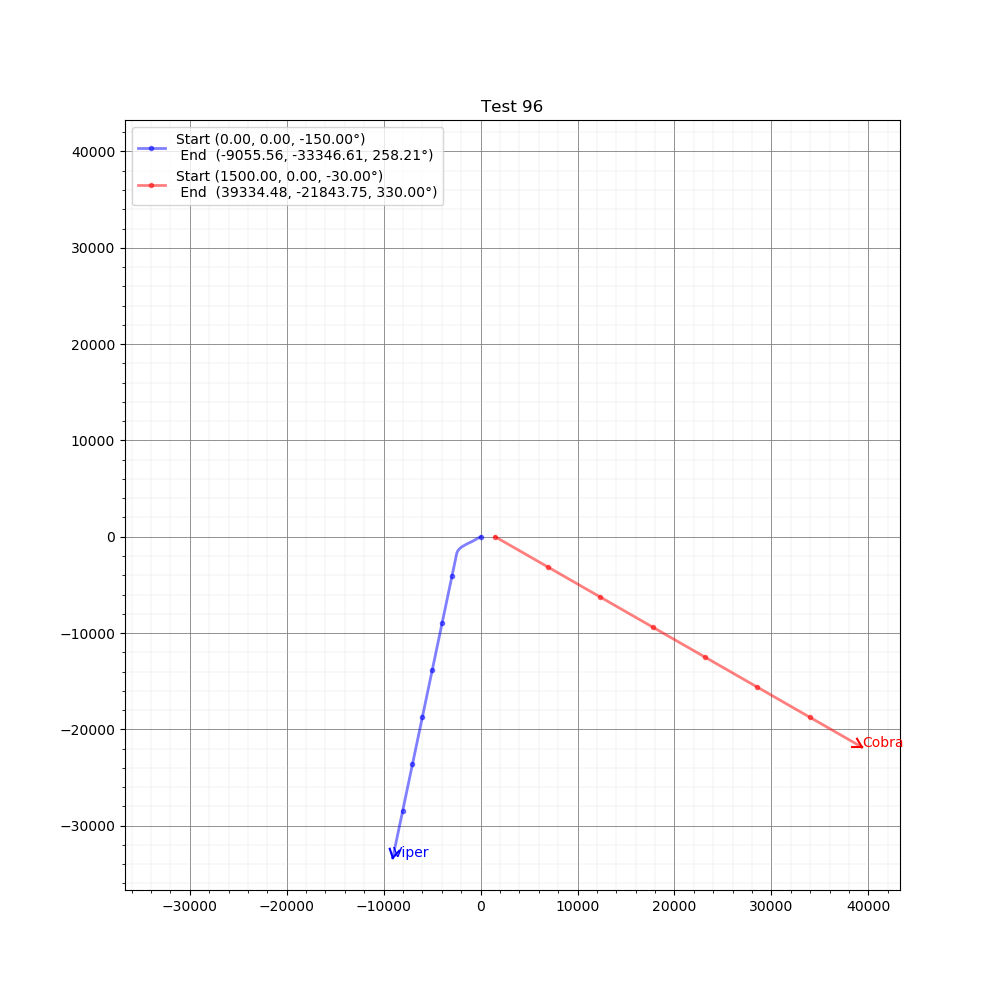 Test 96
Start (0.00, 0.00, -150.00°)
End (-9055.56, -33346.61, 258.21°)
Start (1500.00, 0.00, -30.00°)
End (39334.48, -21843.75, 330.00°)
40000
30000
20000
10000
0
−10000
−20000
−30000
Cobra
Viper
−30000 −20000 −10000 0 10000 20000 30000 40000